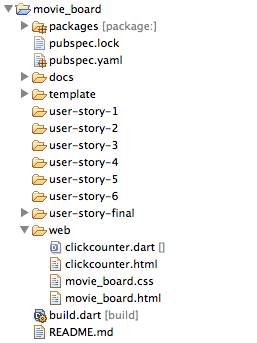 movie_board
packages [package:]
pubspec.lock
pubspec.yaml
docs
template
user-story-1
user-story-2
user-story-3
user-story-4
user-story-5
user-story-6
user-story-final
web
clickcounter.dart []
clickcounter.html
movie_board.css
movie_board.html
build.dart [build]
README.md